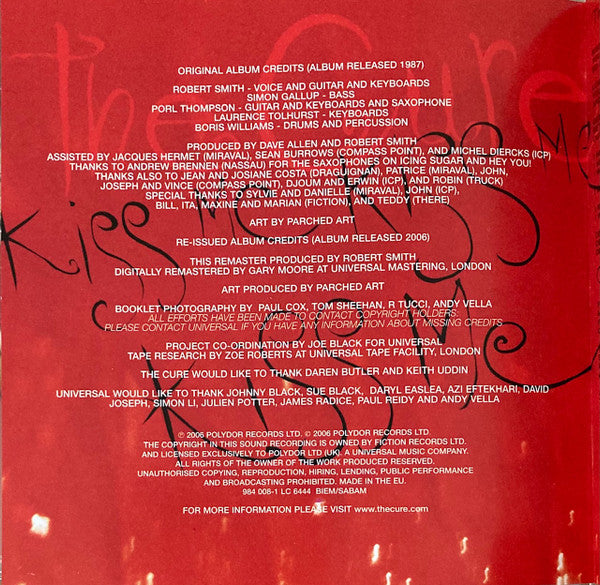 The Cure
ORIGINAL ALBUM CREDITS (ALBUM RELEASED 1987)
ROBERT SMITH - VOICE AND GUITAR AND KEYBOARDS
SIMON GALLUP - BASS
PORL THOMPSON - GUITAR AND KEYBOARDS AND SAXOPHONE
LAURENCE TOLHURST - KEYBOARDS
BORIS WILLIAMS - DRUMS AND PERCUSSION
PRODUCED BY DAVE ALLEN AND ROBERT SMITH
ASSISTED BY JACQUES HERMET (MIRAVAL), SEAN BURROWS (COMPASS POINT), AND MICHEL DIERCKS (ICP)
THANKS TO ANDREW BRENNEN (NASSAU) FOR THE SAXOPHONES ON ICING SUGAR AND HEY YOU!
THANKS ALSO TO JEAN AND JOSIANE COSTA (DRAGUIGNAN), PATRICE (MIRAVAL), JOHN,
JOSEPH AND VINCE (COMPASS POINT), DJOUM AND ERWIN (ICP), AND ROBIN (TRUCK)
SPECIAL THANKS TO SYLVIE AND DANIELLE (MIRAVAL), JOHN (ICP),
BILL, ITA, MAXINE AND MARIAN (FICTION), AND TEDDY (THERE)
Kiss Me Kiss Me
ART BY PARCHED ART
RE-ISSUED ALBUM CREDITS (ALBUM RELEASED 2006)
THIS REMASTER PRODUCED BY ROBERT SMITH
DIGITALLY REMASTERED BY GARY MOORE AT UNIVERSAL MASTERING, LONDON
ART PRODUCED BY PARCHED ART
BOOKLET PHOTOGRAPHY BY PAUL COX, TOM SHEEHAN, R TUCCI, ANDY VELLA
ALL EFFORTS HAVE BEEN MADE TO CONTACT COPYRIGHT HOLDERS:
PLEASE CONTACT UNIVERSAL IF YOU HAVE ANY INFORMATION ABOUT MISSING CREDITS
PROJECT CO-ORDINATION BY JOE BLACK FOR UNIVERSAL
TAPE RESEARCH BY ZOE ROBERTS AT UNIVERSAL TAPE FACILITY, LONDON
THE CURE WOULD LIKE TO THANK DAREN BUTLER AND KEITH UDDIN
Kiss Me
UNIVERSAL WOULD LIKE TO THANK JOHNNY BLACK, SUE BLACK, DARYL EASLEA, AZI EFTEKHARI, DAVID
JOSEPH, SIMON LI, JULIEN POTTER, JAMES RADICE, PAUL REIDY AND ANDY VELLA
℗ 2006 POLYDOR RECORDS LTD. © 2006 POLYDOR RECORDS LTD.
THE COPYRIGHT IN THIS SOUND RECORDING IS OWNED BY FICTION RECORDS LTD.
AND LICENSED EXCLUSIVELY TO POLYDOR LTD (UK). A UNIVERSAL MUSIC COMPANY.
ALL RIGHTS OF THE OWNER OF THE WORK PRODUCED RESERVED.
UNAUTHORISED COPYING, REPRODUCTION, HIRING, LENDING, PUBLIC PERFORMANCE
AND BROADCASTING PROHIBITED. MADE IN THE EU.
984 008-1 LC 6444 BIEM/SABAM
FOR MORE INFORMATION PLEASE VISIT www.thecure.com